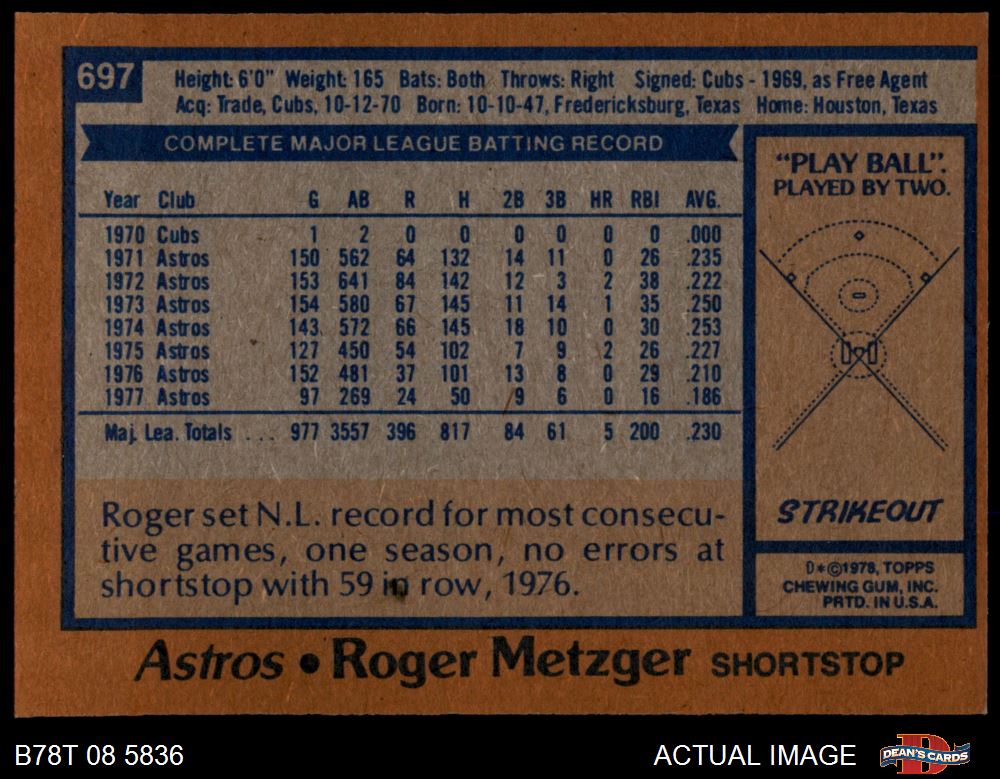 697
Height: 6'0" Weight: 165 Bats: Both Throws: Right Signed: Cubs - 1969, as Free Agent
Acq: Trade, Cubs, 10-12-70 Born: 10-10-47, Fredericksburg, Texas Home: Houston, Texas
COMPLETE MAJOR LEAGUE BATTING RECORD
Year Club G AB R H 2B 3B HR RBI AVG.
1970 Cubs 1 2 0 0 0 0 0 0 .000
1971 Astros 150 562 64 132 14 11 0 26 .235
1972 Astros 153 641 84 142 12 3 2 38 .222
1973 Astros 154 580 67 145 11 14 1 35 .250
1974 Astros 143 572 66 145 18 10 0 30 .253
1975 Astros 127 450 54 102 7 9 2 26 .227
1976 Astros 152 481 37 101 13 8 0 29 .210
1977 Astros 97 269 24 50 9 6 0 16 .186
Maj. Lea. Totals ... 977 3557 396 817 84 61 5 200 .230
Roger set N.L. record for most consecu-
tive games, one season, no errors at
shortstop with 59 in row, 1976.
"PLAY BALL".
PLAYED BY TWO.
STRIKEOUT
D*©1978, TOPPS
CHEWING GUM, INC.
PRTD. IN U.S.A.
Astros • Roger Metzger SHORTSTOP
B78T 08 5836
ACTUAL IMAGE
DEAN'S CARDS